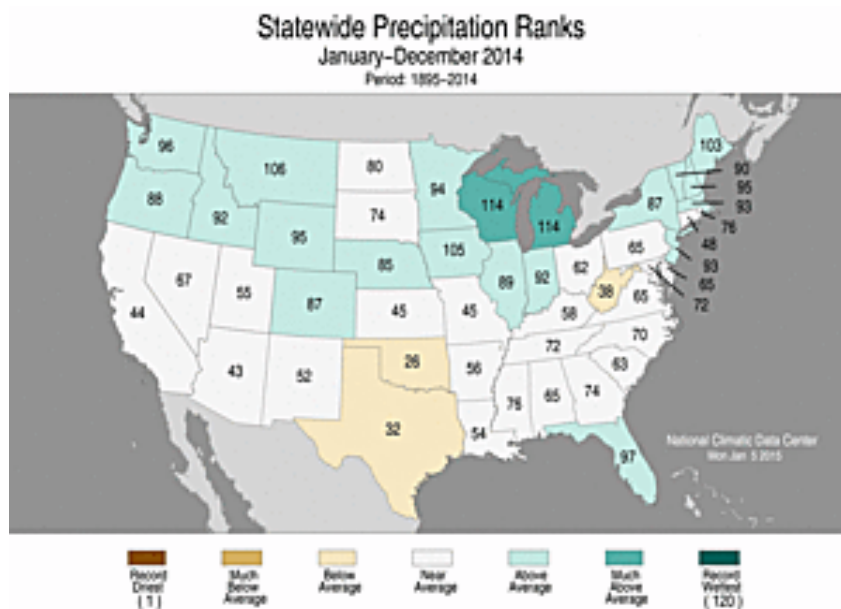 Statewide Precipitation Ranks
January-December 2014
Period: 1895-2014
96
106
80
94
114
114
103
90
95
93
76
48
93
65
72
88
92
95
74
105
87
85
89
92
62
65
38
65
44
67
55
87
45
45
58
70
72
43
52
26
56
63
32
76
65
74
54
97
National Climatic Data Center
Mon Jan 5 2015
Record
Driest
(1)
Much
Below
Average
Below
Average
Near
Average
Above
Average
Much
Above
Average
Record
Wettest
(120)